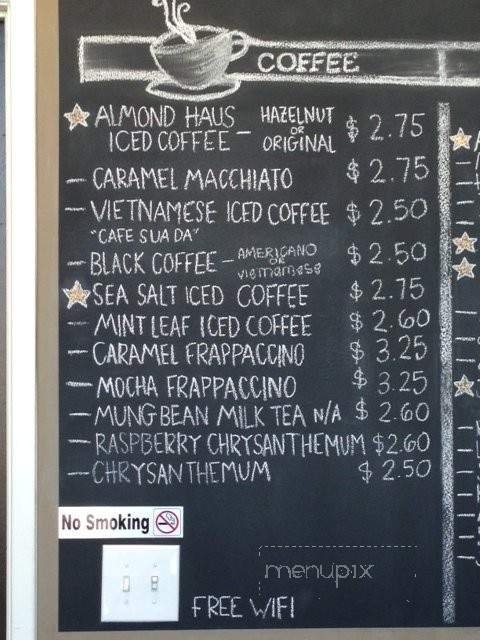 COFFEE
ALMOND HAUS HAZELNUT
ICED COFFEE - OR ORIGINAL $ 2.75
- CARAMEL MACCHIATO $ 2.75
- VIETNAMESE ICED COFFEE $ 2.50
"CAFE SUA DA"
- BLACK COFFEE - AMERICANO OR vietnamese $ 2.50
SEA SALT ICED COFFEE $ 2.75
- MINT LEAF ICED COFFEE $ 2.60
- CARAMEL FRAPPACCINO $ 3.25
- MOCHA FRAPPACCINO $ 3.25
- MUNG BEAN MILK TEA N/A $ 2.60
- RASPBERRY CHRYSANTHEMUM $2.60
- CHRYSANTHEMUM $ 2.50
No Smoking
menupix
FREE WIFI